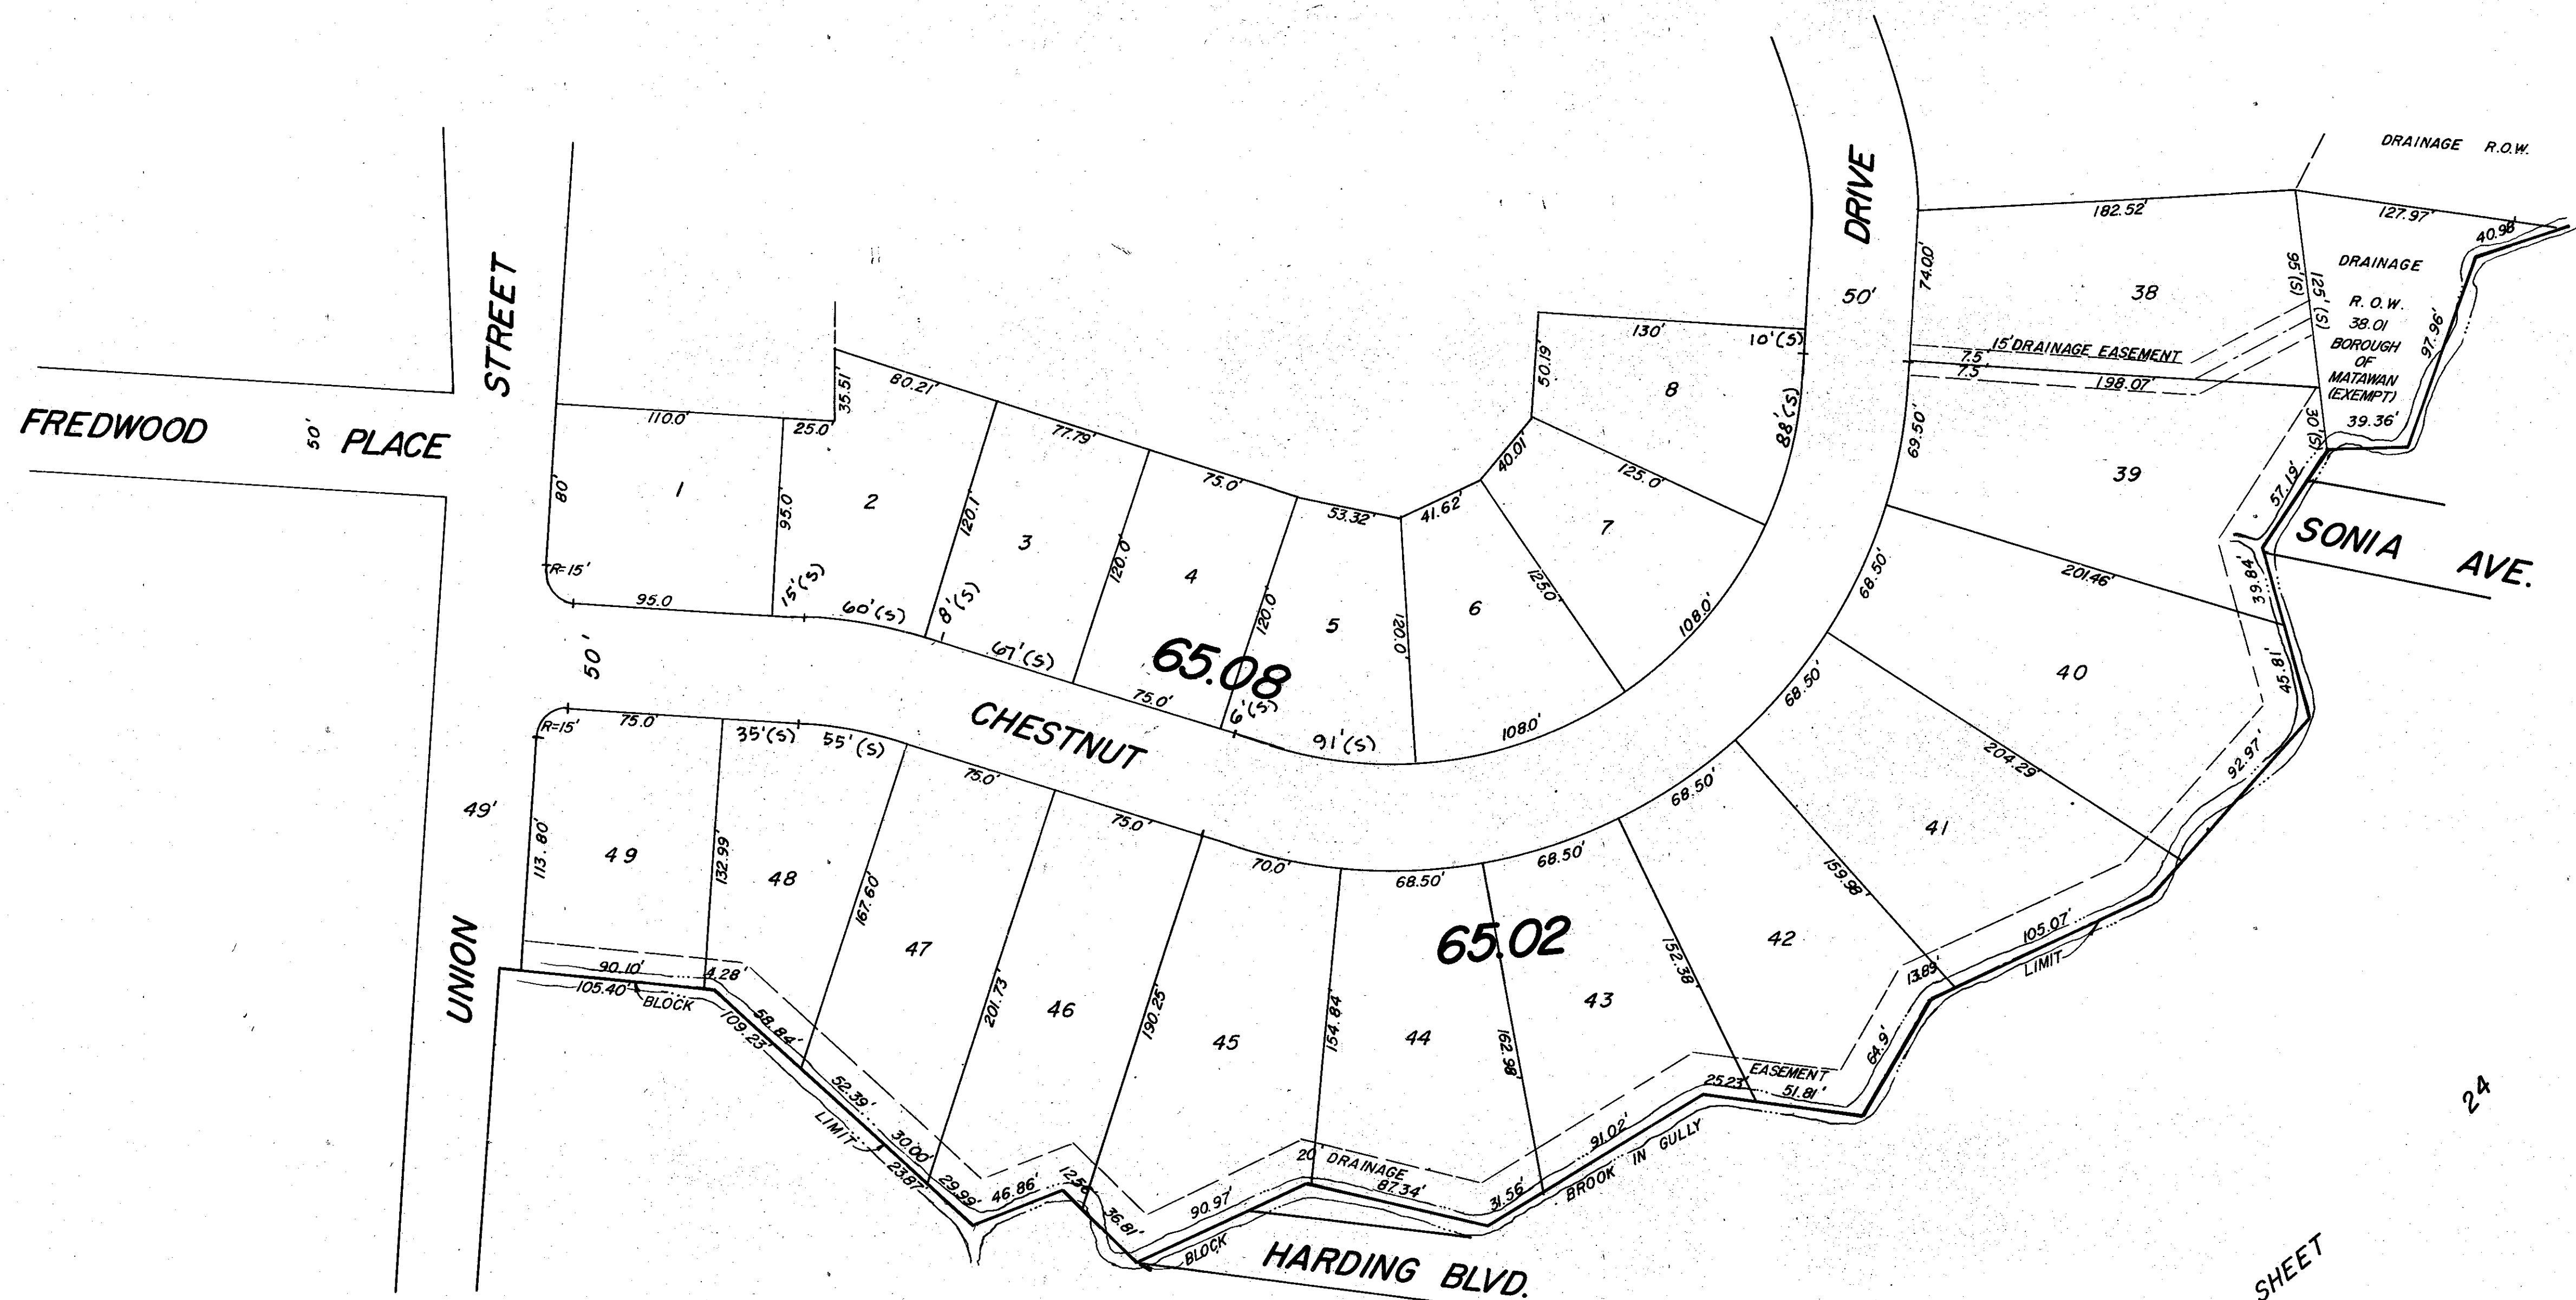 DRAINAGE R.O.W.
182.52'
127.97'
40.98'
DRIVE
50'
74.00'
38
95'(S)
125'(S)
DRAINAGE
R.O.W.
38.01
BOROUGH
OF
MATAWAN
(EXEMPT)
39.36'
97.96'
15' DRAINAGE EASEMENT
7.5'
7.5'
198.07'
30'(S)
69.50'
39
57.19'
SONIA AVE.
STREET
FREDWOOD 50' PLACE
110.0'
25.0'
35.51'
80.21'
77.79'
75.0'
53.32'
41.62'
40.01'
50.19'
130'
10'(S)
8
88'(S)
80'
1
95.0'
2
120.1'
3
120.0'
4
120.0'
5
120.0'
6
125.0'
7
125.0'
R=15'
95.0
15'(S)
60'(S)
8'(S)
67'(S)
65.08
75.0'
6'(S)
91'(S)
108.0'
108.0'
50'
CHESTNUT
68.50'
201.46'
39.84'
40
45.81'
68.50'
204.29'
92.97'
R=15'
75.0'
35'(S)
55'(S)
75.0'
75.0'
70.0'
68.50'
68.50'
68.50'
49'
113.80'
49
132.99'
48
167.60'
47
201.73'
46
190.25'
45
154.84'
44
162.98'
65.02
43
152.38'
42
159.98'
41
105.07'
LIMIT
13.89'
64.9'
UNION
90.10'
4.28'
105.40'
BLOCK
109.23'
58.84'
52.39'
LIMIT
30.00'
23.87'
29.99'
46.86'
12.56'
36.81'
90.97'
BLOCK
20' DRAINAGE
87.34'
31.56'
91.02'
BROOK IN GULLY
25.23'
EASEMENT
51.81'
HARDING BLVD.
24
SHEET